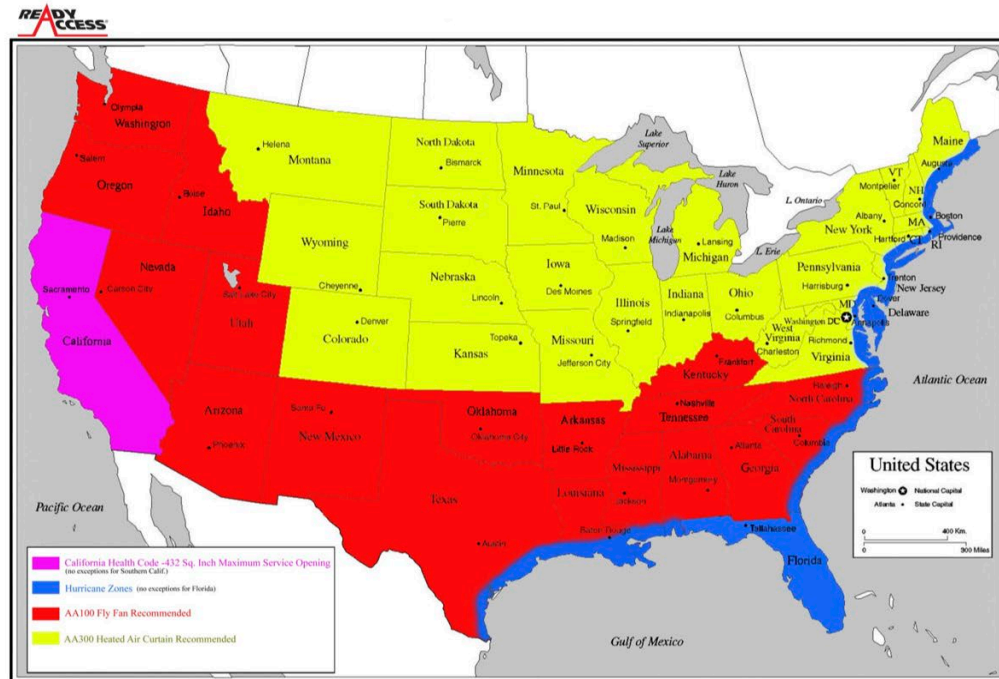 READY
ACCESS
Olympia
Washington
Salem
Oregon
Boise
Idaho
Helena
Montana
North Dakota
Bismarck
South Dakota
Pierre
Minnesota
St. Paul
Lake
Superior
Lake
Huron
Lake
Michigan
L. Ontario
L. Erie
Wisconsin
Madison
Lansing
Michigan
Maine
Augusta
VT
Montpelier
NH
Concord
MA
Boston
Albany
New York
Hartford
CT
RI
Providence
Wyoming
Cheyenne
Nebraska
Lincoln
Iowa
Des Moines
Illinois
Springfield
Indiana
Indianapolis
Ohio
Columbus
Pennsylvania
Harrisburg
Trenton
New Jersey
MD
Dover
Delaware
Washington DC
Annapolis
West
Virginia
Charleston
Richmond
Virginia
Nevada
Sacramento
Carson City
California
Salt Lake City
Utah
Denver
Colorado
Topeka
Kansas
Missouri
Jefferson City
Frankfort
Kentucky
Nashville
Tennessee
Raleigh
North Carolina
South
Carolina
Columbia
Arizona
Phoenix
Santa Fe
New Mexico
Oklahoma
Oklahoma City
Arkansas
Little Rock
Mississippi
Jackson
Alabama
Montgomery
Atlanta
Georgia
Texas
Austin
Louisiana
Baton Rouge
Tallahassee
Florida
Atlantic Ocean
Pacific Ocean
Gulf of Mexico
United States
Washington National Capital
Atlanta State Capital
0 400 Km.
0 300 Miles
California Health Code -432 Sq. Inch Maximum Service Opening
(no exceptions for Southern Calif.)
Hurricane Zones (no exceptions for Florida)
AA100 Fly Fan Recommended
AA300 Heated Air Curtain Recommended